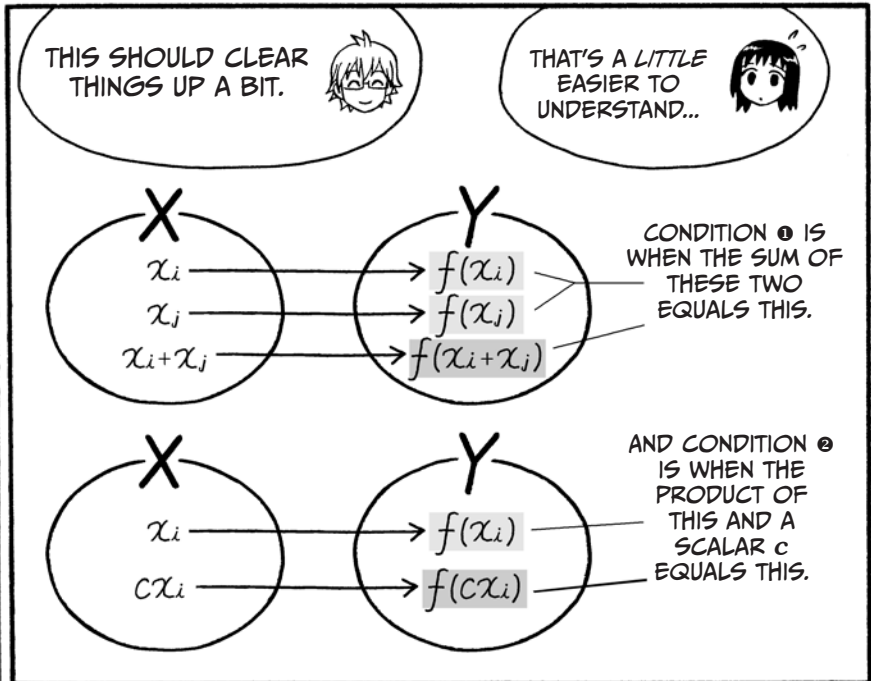 THIS SHOULD CLEAR
THINGS UP A BIT.
THAT'S A LITTLE
EASIER TO
UNDERSTAND...
X
Y
xi
f(xi)
xj
f(xj)
xi+xj
f(xi+xj)
CONDITION ❶ IS
WHEN THE SUM OF
THESE TWO
EQUALS THIS.
X
Y
xi
f(xi)
cxi
f(cxi)
AND CONDITION ❷
IS WHEN THE
PRODUCT OF
THIS AND A
SCALAR c
EQUALS THIS.